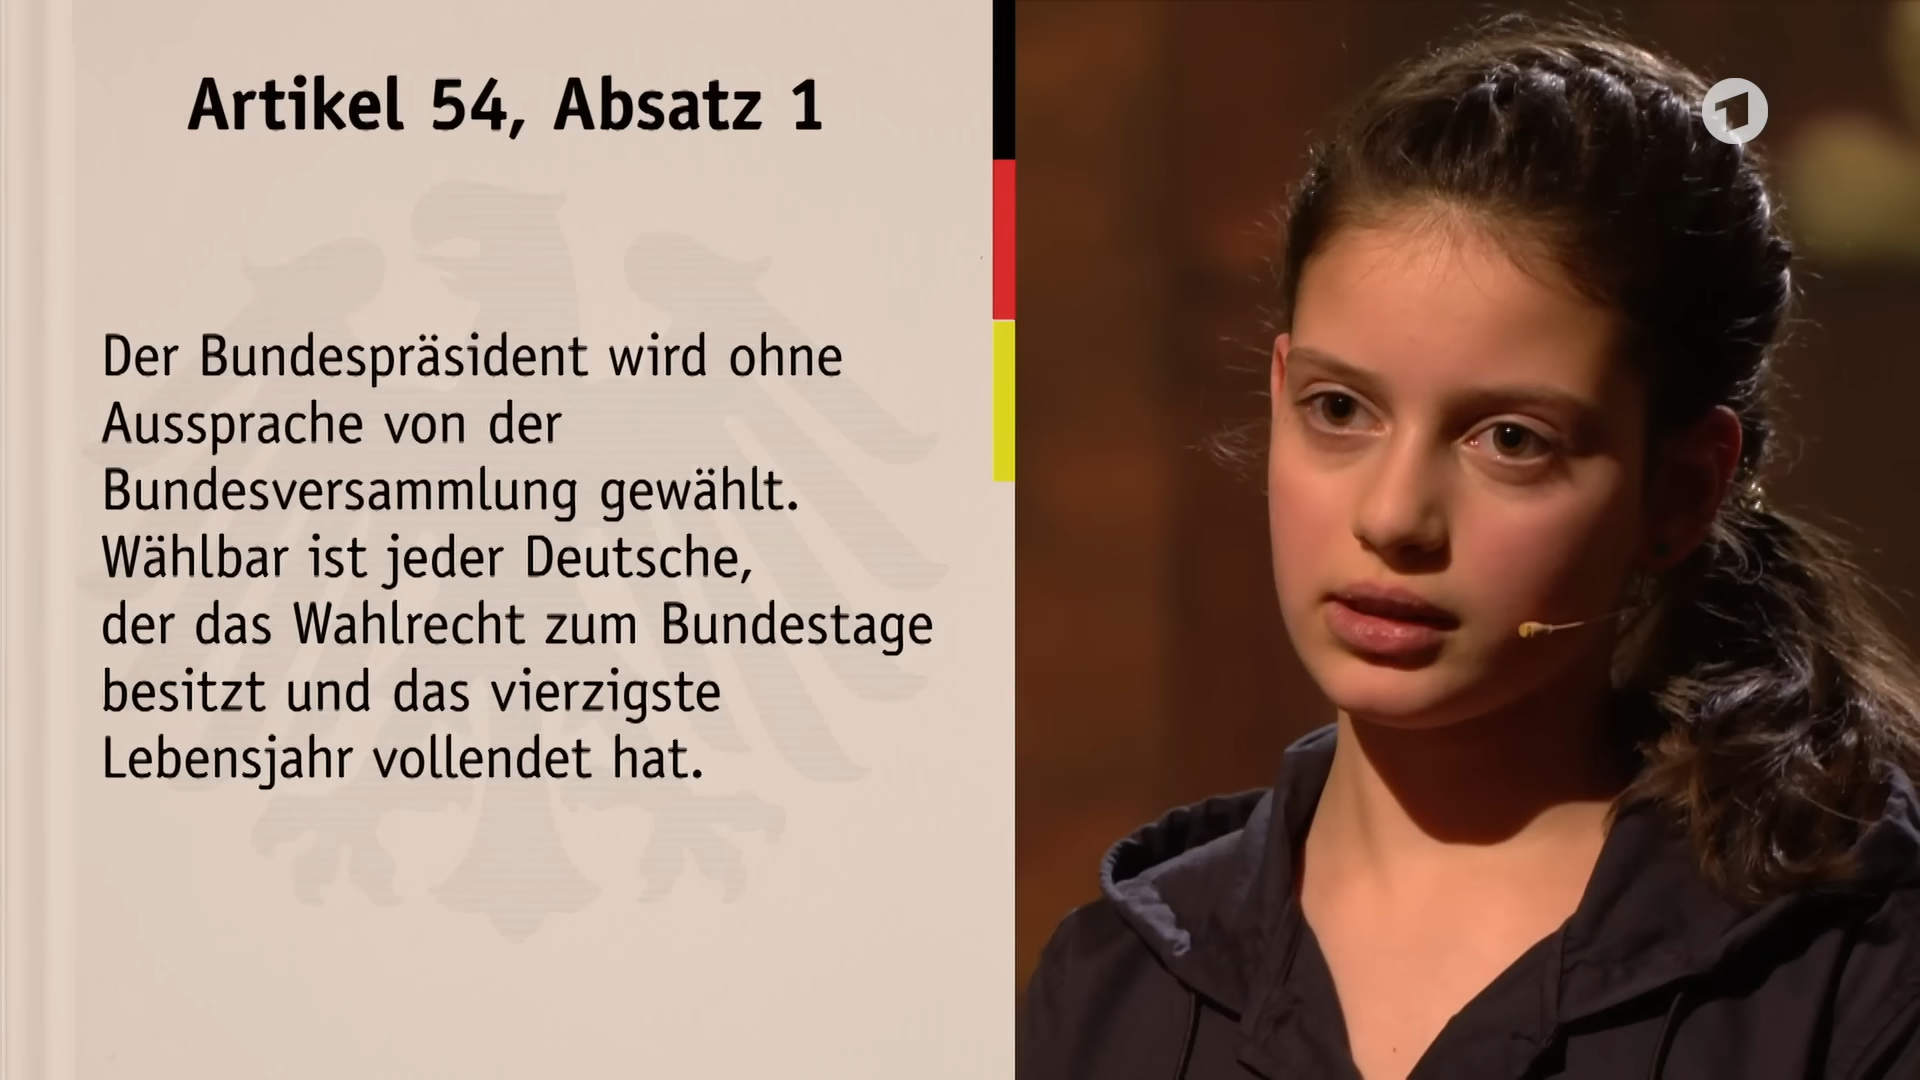 Artikel 54, Absatz 1
Der Bundespräsident wird ohne
Aussprache von der
Bundesversammlung gewählt.
Wählbar ist jeder Deutsche,
der das Wahlrecht zum Bundestage
besitzt und das vierzigste
Lebensjahr vollendet hat.